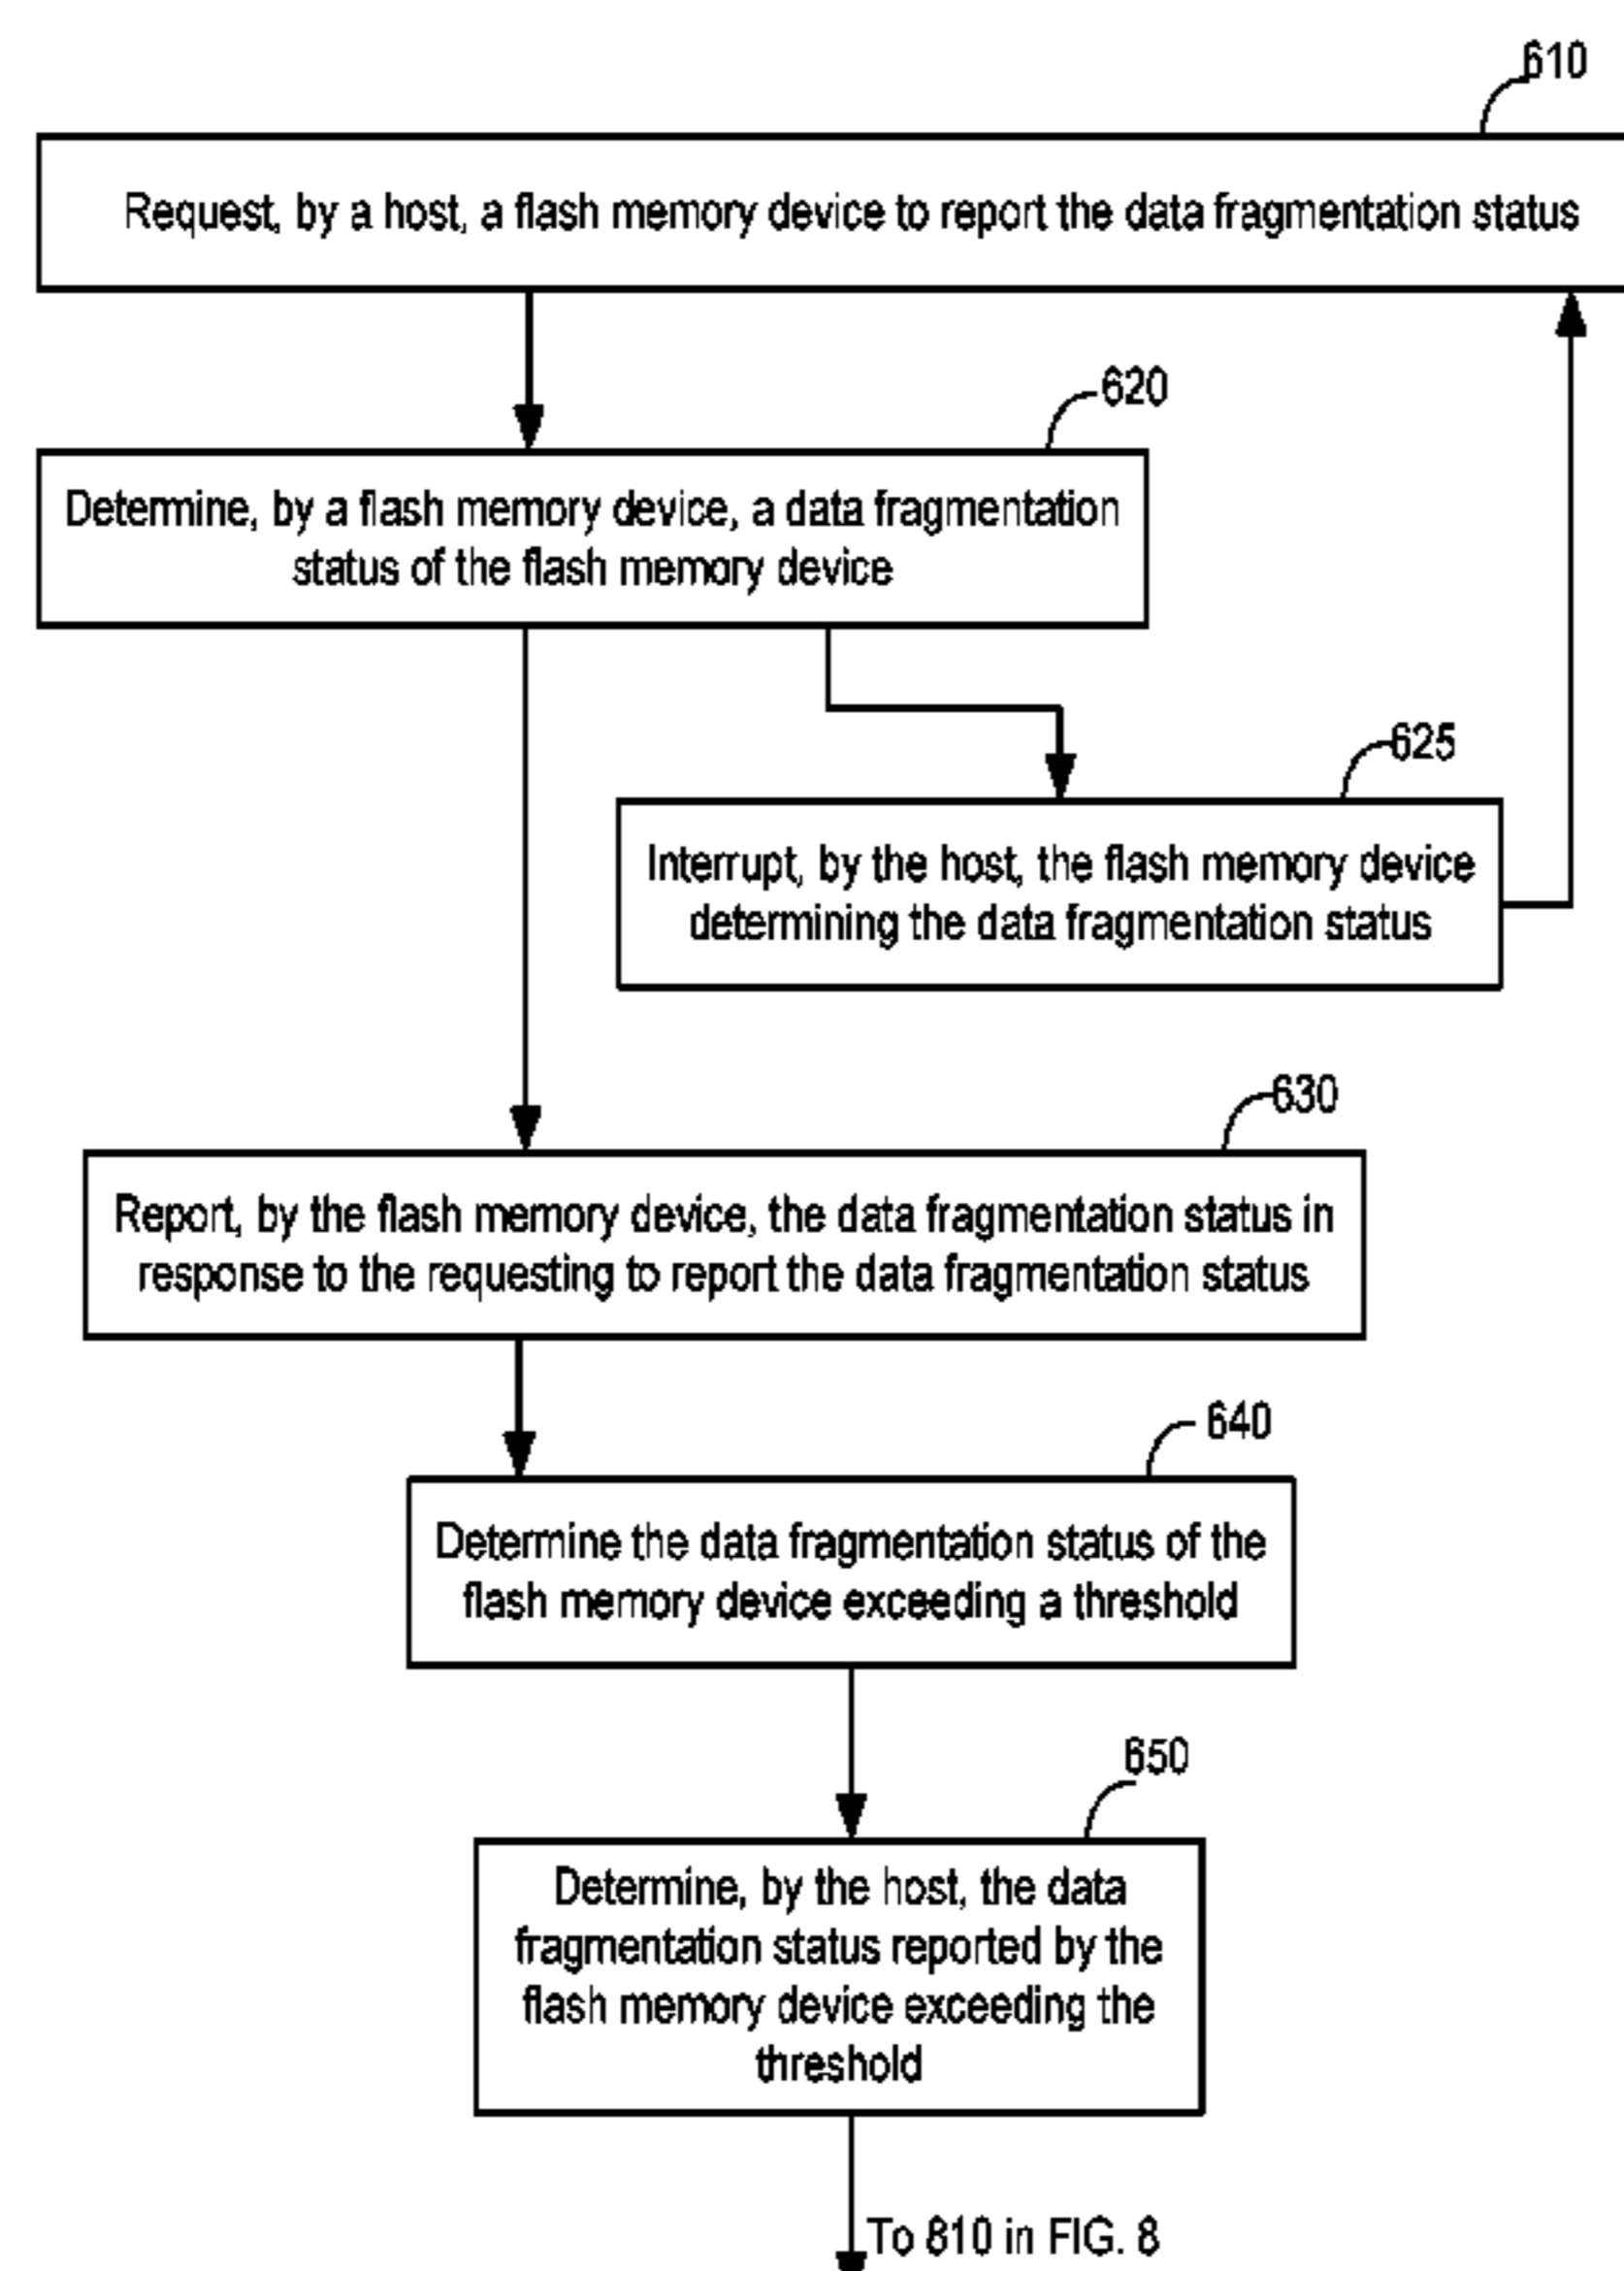 610
Request, by a host, a flash memory device to report the data fragmentation status
620
Determine, by a flash memory device, a data fragmentation
status of the flash memory device
625
Interrupt, by the host, the flash memory device
determining the data fragmentation status
630
Report, by the flash memory device, the data fragmentation status in
response to the requesting to report the data fragmentation status
640
Determine the data fragmentation status of the
flash memory device exceeding a threshold
650
Determine, by the host, the data
fragmentation status reported by the
flash memory device exceeding the
threshold
To 810 in FIG. 8